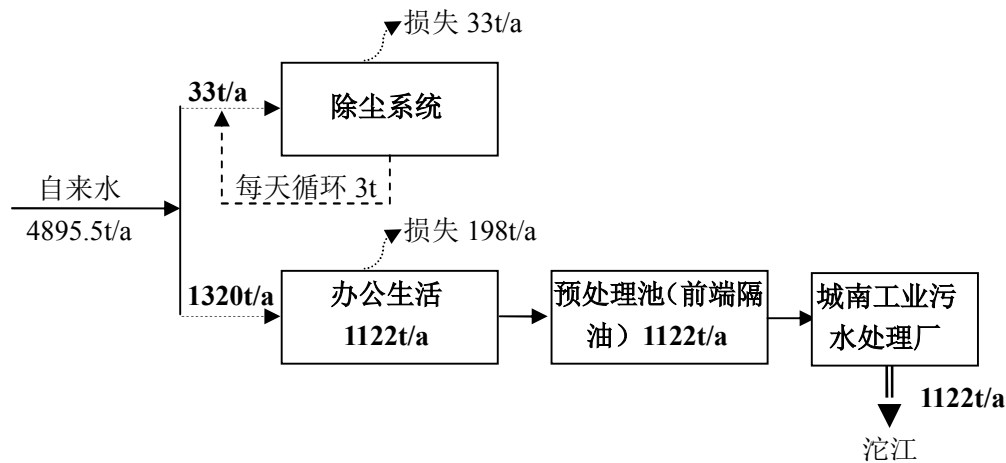 损失 33t/a
33t/a
除尘系统
每天循环 3t
自来水
4895.5t/a
损失 198t/a
1320t/a
办公生活
1122t/a
预处理池（前端隔
油）1122t/a
城南工业污
水处理厂
1122t/a
沱江